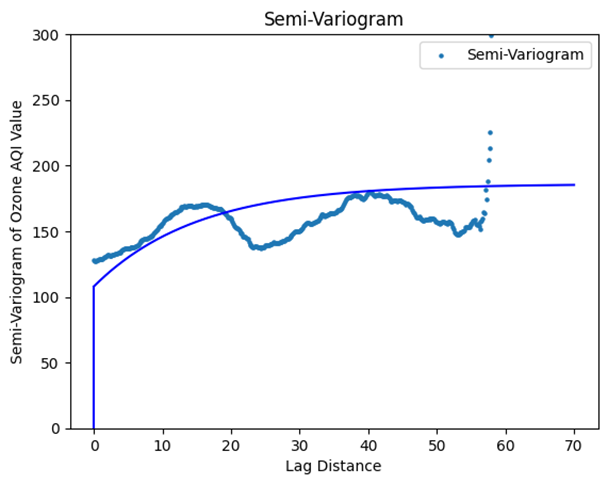 Semi-Variogram
Semi-Variogram
Semi-Variogram of Ozone AQI Value
300
250
200
150
100
50
0
0 10 20 30 40 50 60 70
Lag Distance